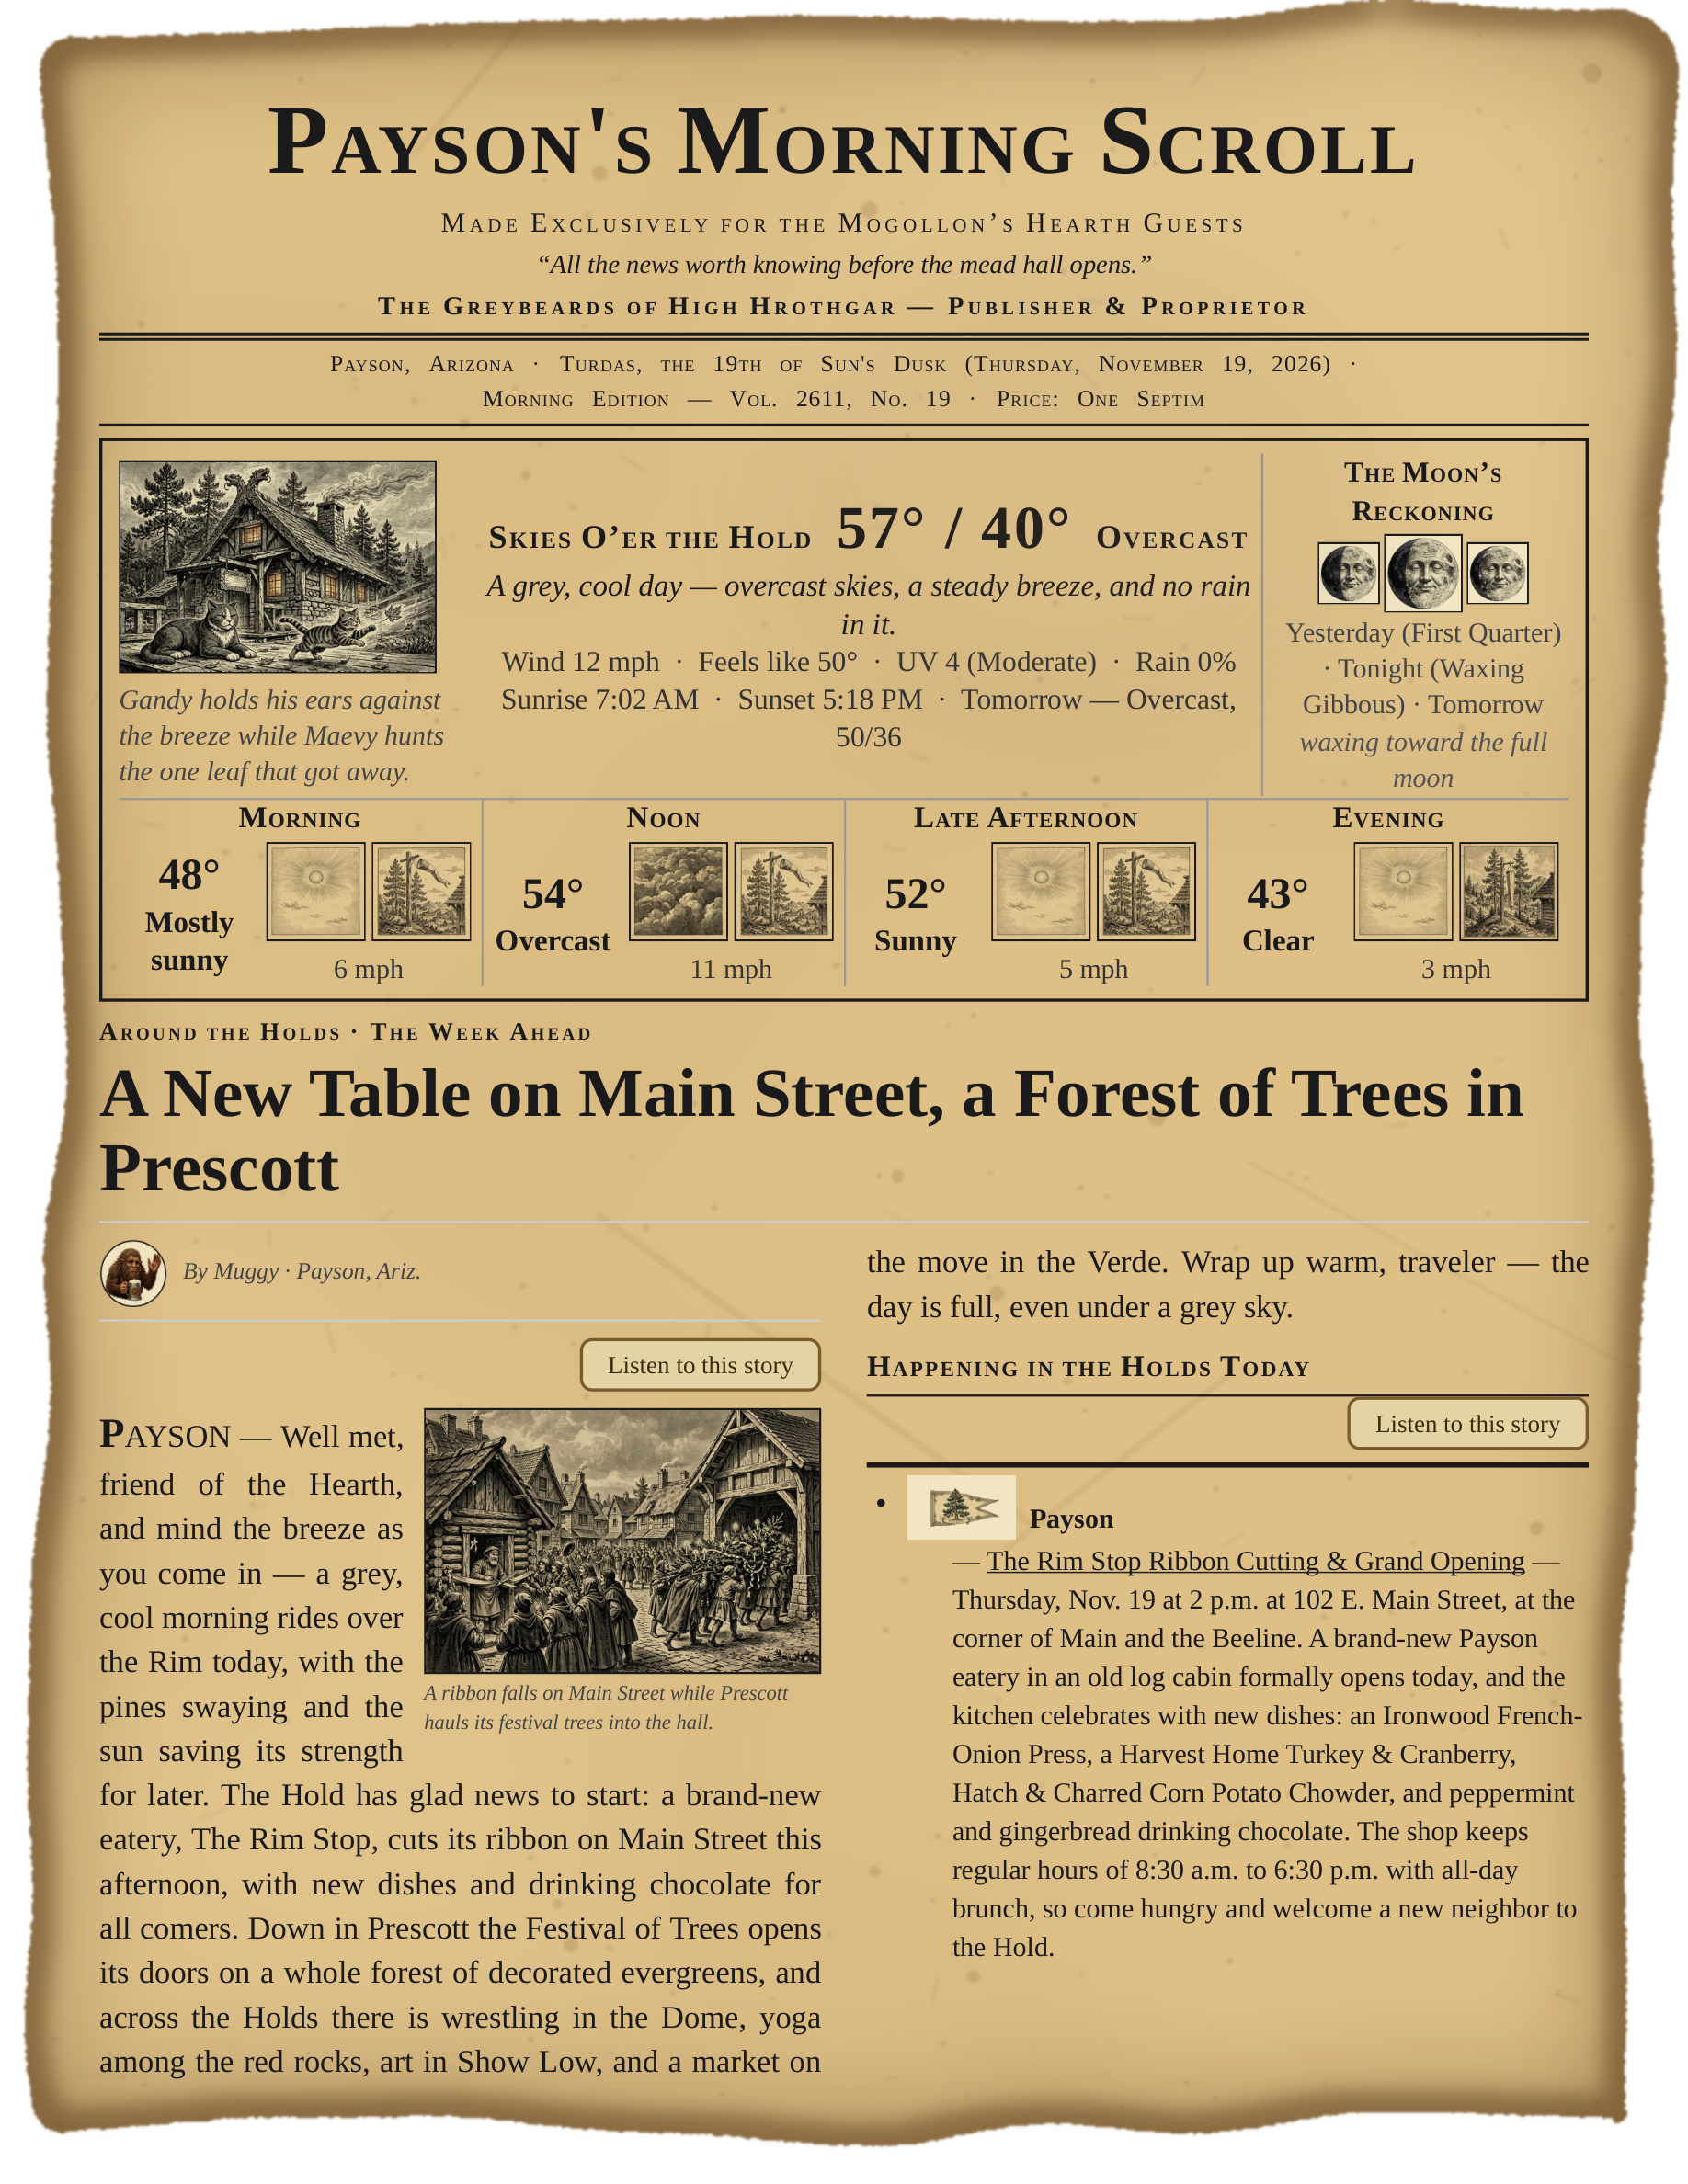 Payson's Morning Scroll
Made Exclusively for the Mogollon’s Hearth Guests
“All the news worth knowing before the mead hall opens.”
The Greybeards of High Hrothgar — Publisher & Proprietor
Payson, Arizona · Turdas, the 19th of Sun's Dusk (Thursday, November 19, 2026) ·
Morning Edition — Vol. 2611, No. 19 · Price: One Septim
Gandy holds his ears against
the breeze while Maevy hunts
the one leaf that got away.
Skies O’er the Hold 57° / 40° Overcast
A grey, cool day — overcast skies, a steady breeze, and no rain
in it.
Wind 12 mph · Feels like 50° · UV 4 (Moderate) · Rain 0%
Sunrise 7:02 AM · Sunset 5:18 PM · Tomorrow — Overcast,
50/36
The Moon’s
Reckoning
Yesterday (First Quarter)
· Tonight (Waxing
Gibbous) · Tomorrow
waxing toward the full
moon
Morning
48°
Mostly
sunny
6 mph
Noon
54°
Overcast
11 mph
Late Afternoon
52°
Sunny
5 mph
Evening
43°
Clear
3 mph
Around the Holds · The Week Ahead
A New Table on Main Street, a Forest of Trees in
Prescott
By Muggy · Payson, Ariz.
Listen to this story
PAYSON — Well met,
friend of the Hearth,
and mind the breeze as
you come in — a grey,
cool morning rides over
the Rim today, with the
pines swaying and the
sun saving its strength
A ribbon falls on Main Street while Prescott
hauls its festival trees into the hall.
for later. The Hold has glad news to start: a brand-new
eatery, The Rim Stop, cuts its ribbon on Main Street this
afternoon, with new dishes and drinking chocolate for
all comers. Down in Prescott the Festival of Trees opens
its doors on a whole forest of decorated evergreens, and
across the Holds there is wrestling in the Dome, yoga
among the red rocks, art in Show Low, and a market on
the move in the Verde. Wrap up warm, traveler — the
day is full, even under a grey sky.
Happening in the Holds Today
Listen to this story
• Payson
— The Rim Stop Ribbon Cutting & Grand Opening —
Thursday, Nov. 19 at 2 p.m. at 102 E. Main Street, at the
corner of Main and the Beeline. A brand-new Payson
eatery in an old log cabin formally opens today, and the
kitchen celebrates with new dishes: an Ironwood French-
Onion Press, a Harvest Home Turkey & Cranberry,
Hatch & Charred Corn Potato Chowder, and peppermint
and gingerbread drinking chocolate. The shop keeps
regular hours of 8:30 a.m. to 6:30 p.m. with all-day
brunch, so come hungry and welcome a new neighbor to
the Hold.